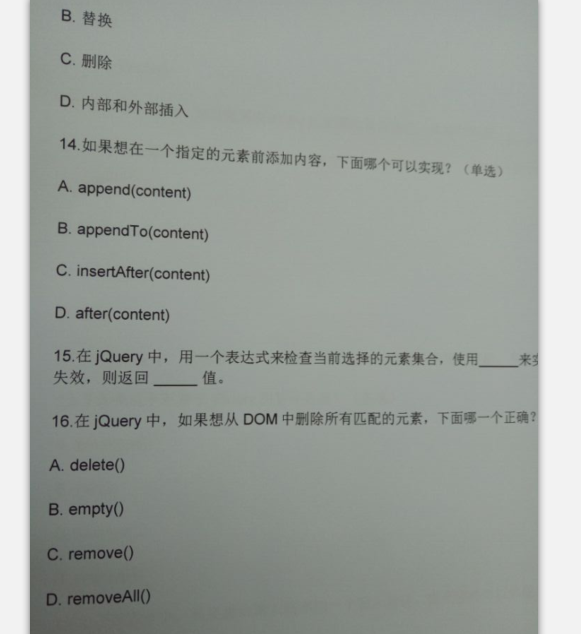 B. 替换
C. 删除
D. 内部和外部插入
14.如果想在一个指定的元素前添加内容，下面哪个可以实现？（单选）
A. append(content)
B. appendTo(content)
C. insertAfter(content)
D. after(content)
15.在 jQuery 中，用一个表达式来检查当前选择的元素集合，使用_____来
失效，则返回 _____ 值。
16.在 jQuery 中，如果想从 DOM 中删除所有匹配的元素，下面哪一个正确？
A. delete()
B. empty()
C. remove()
D. removeAll()